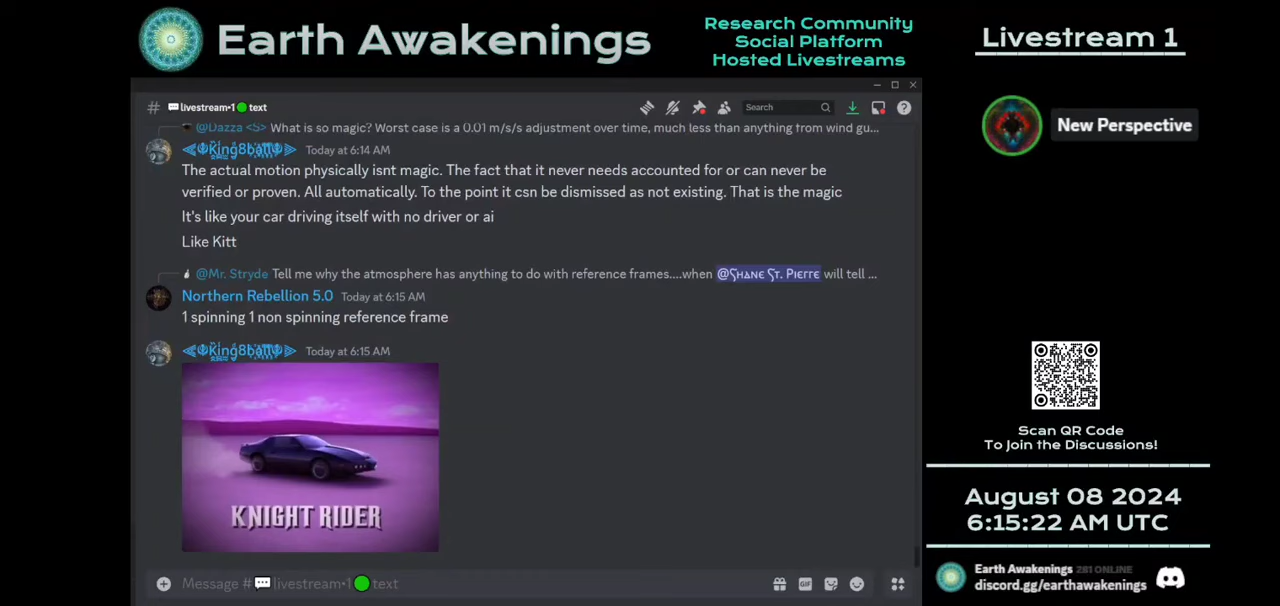 Earth Awakenings
Research Community
Social Platform
Hosted Livestreams
Livestream 1
New Perspective
# livestream•1 text
Search
@Dazza <S> What is so magic? Worst case is a 0.01 m/s/s adjustment over time, much less than anything from wind gu...
King8ball Today at 6:14 AM
The actual motion physically isnt magic. The fact that it never needs accounted for or can never be
verified or proven. All automatically. To the point it csn be dismissed as not existing. That is the magic
It's like your car driving itself with no driver or ai
Like Kitt
@Mr. Stryde Tell me why the atmosphere has anything to do with reference frames....when @Shane St. Pierre will tell ...
Northern Rebellion 5.0 Today at 6:15 AM
1 spinning 1 non spinning reference frame
King8ball Today at 6:15 AM
KNIGHT RIDER
Message # livestream•1 text
GIF
Scan QR Code
To Join the Discussions!
August 08 2024
6:15:22 AM UTC
Earth Awakenings 281 ONLINE
discord.gg/earthawakenings